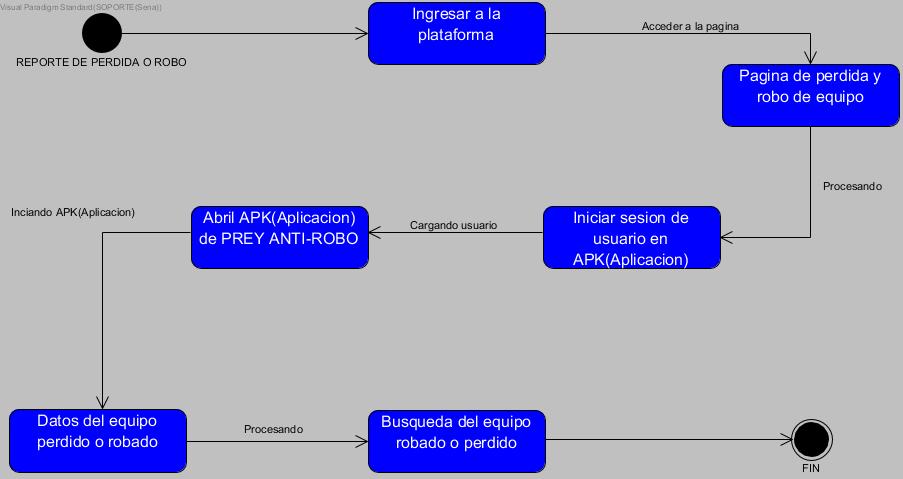 Visual Paradigm Standard(SOPORTE(Sena))
Ingresar a la
plataforma
Acceder a la pagina
REPORTE DE PERDIDA O ROBO
Pagina de perdida y
robo de equipo
Procesando
Iniciar sesion de
usuario en
APK(Aplicacion)
Cargando usuario
Abril APK(Aplicacion)
de PREY ANTI-ROBO
Inciando APK(Aplicacion)
Datos del equipo
perdido o robado
Procesando
Busqueda del equipo
robado o perdido
FIN